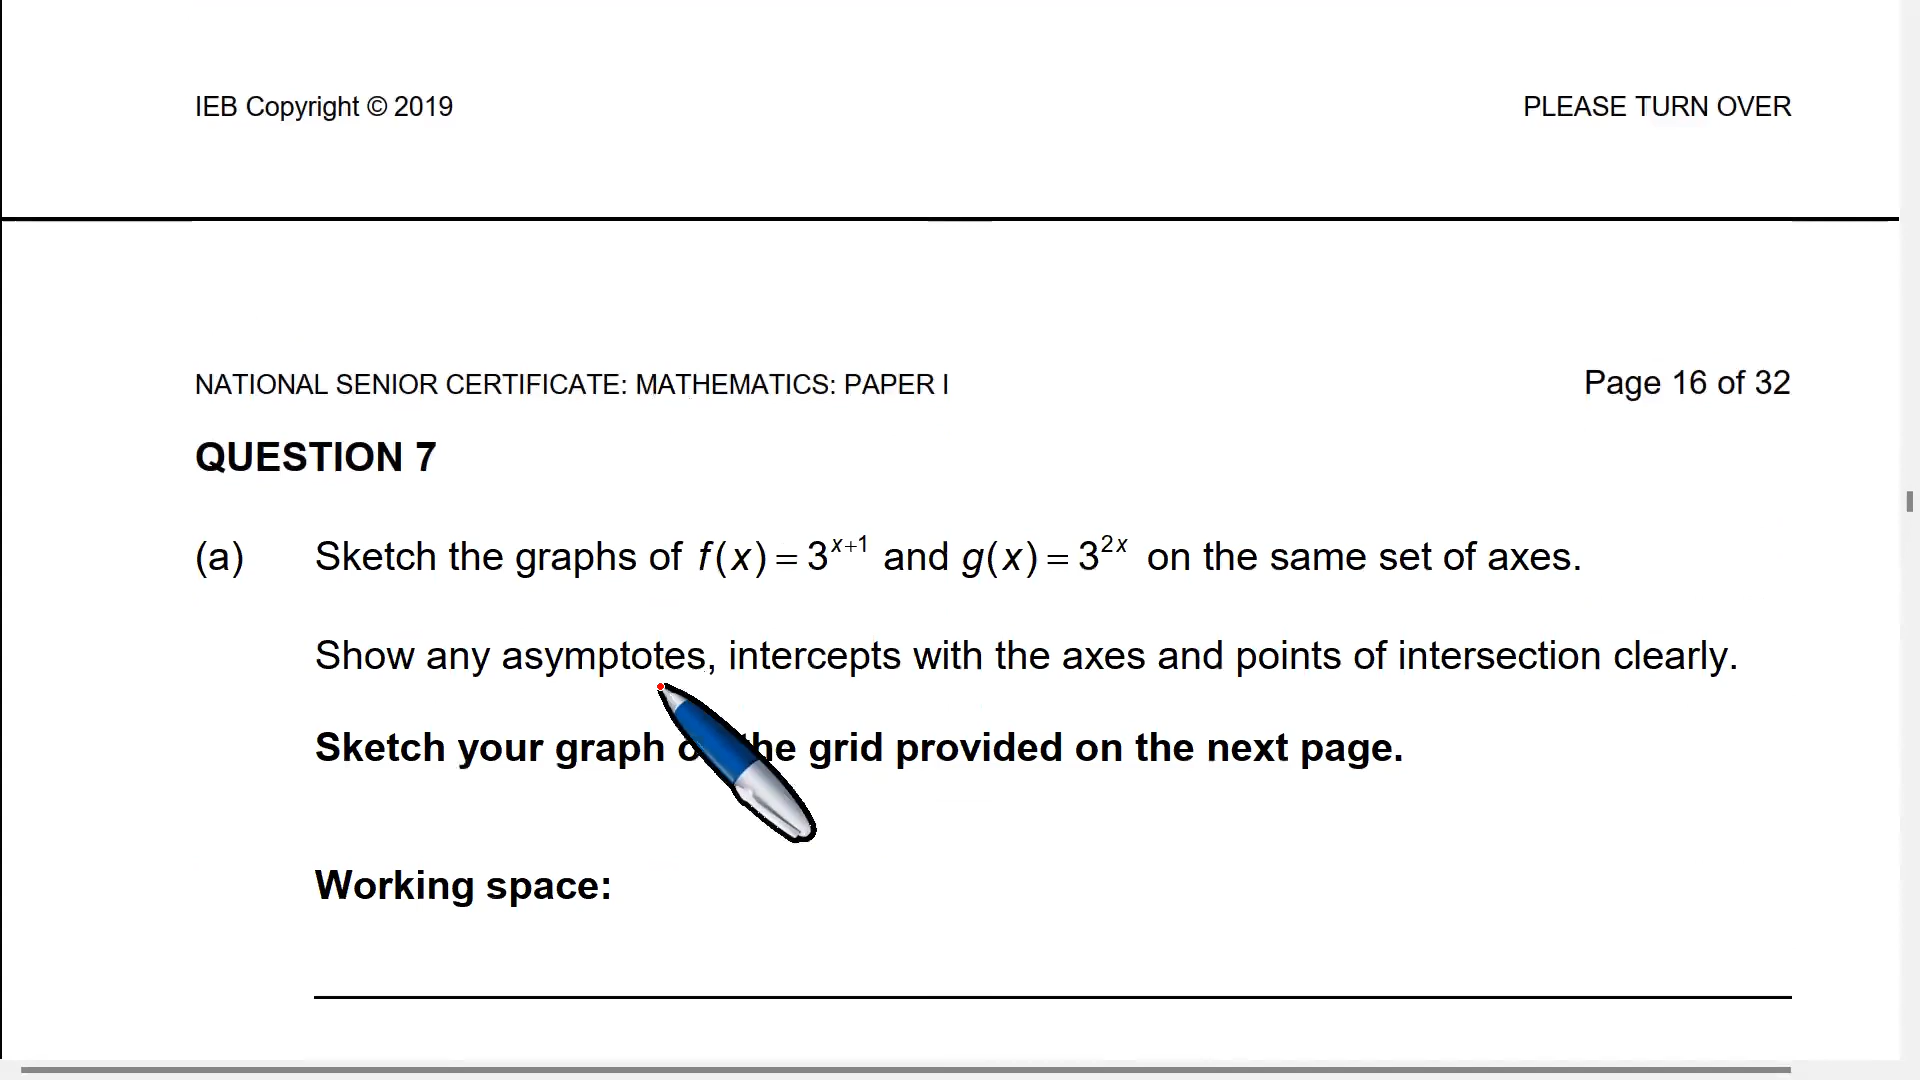 IEB Copyright © 2019
PLEASE TURN OVER
NATIONAL SENIOR CERTIFICATE: MATHEMATICS: PAPER I
Page 16 of 32
QUESTION 7
(a) Sketch the graphs of f(x) = 3^{x+1} and g(x) = 3^{2x} on the same set of axes.
Show any asymptotes, intercepts with the axes and points of intersection clearly.
Sketch your graph the grid provided on the next page.
Working space: